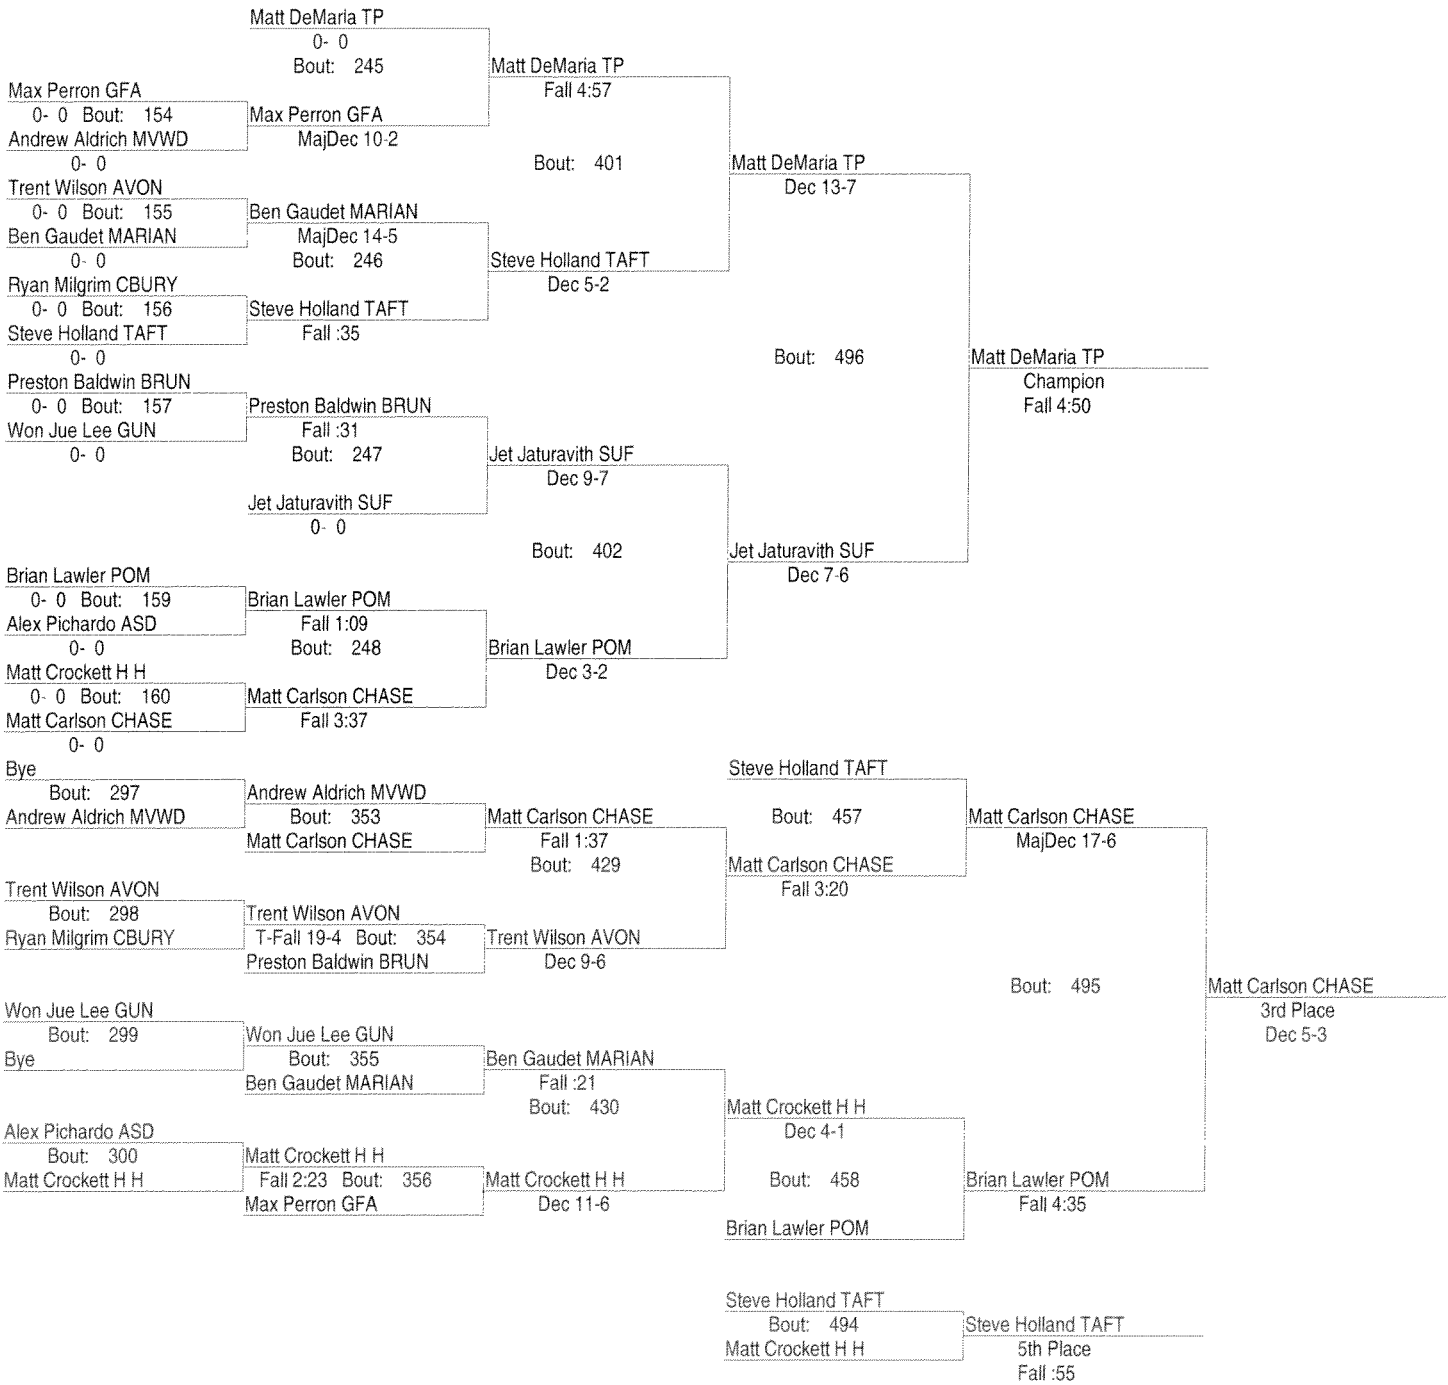 Matt DeMaria TP
0- 0
Bout: 245
Matt DeMaria TP
Fall 4:57
Max Perron GFA
0- 0 Bout: 154
Max Perron GFA
Andrew Aldrich MVWD
MajDec 10-2
0- 0
Bout: 401
Matt DeMaria TP
Dec 13-7
Trent Wilson AVON
0- 0 Bout: 155
Ben Gaudet MARIAN
Ben Gaudet MARIAN
MajDec 14-5
0- 0
Bout: 246
Steve Holland TAFT
Dec 5-2
Ryan Milgrim CBURY
0- 0 Bout: 156
Steve Holland TAFT
Steve Holland TAFT
Fall :35
0- 0
Bout: 496
Matt DeMaria TP
Champion
Fall 4:50
Preston Baldwin BRUN
0- 0 Bout: 157
Preston Baldwin BRUN
Won Jue Lee GUN
Fall :31
0- 0
Bout: 247
Jet Jaturavith SUF
Dec 9-7
Jet Jaturavith SUF
0- 0
Bout: 402
Jet Jaturavith SUF
Dec 7-6
Brian Lawler POM
0- 0 Bout: 159
Brian Lawler POM
Alex Pichardo ASD
Fall 1:09
0- 0
Bout: 248
Brian Lawler POM
Dec 3-2
Matt Crockett H H
0- 0 Bout: 160
Matt Carlson CHASE
Matt Carlson CHASE
Fall 3:37
0- 0
Bye
Bout: 297
Andrew Aldrich MVWD
Andrew Aldrich MVWD
Bout: 353
Matt Carlson CHASE
Matt Carlson CHASE
Fall 1:37
Bout: 429
Steve Holland TAFT
Bout: 457
Matt Carlson CHASE
MajDec 17-6
Matt Carlson CHASE
Fall 3:20
Trent Wilson AVON
Bout: 298
Ryan Milgrim CBURY
Trent Wilson AVON
T-Fall 19-4 Bout: 354
Preston Baldwin BRUN
Trent Wilson AVON
Dec 9-6
Bout: 495
Matt Carlson CHASE
3rd Place
Dec 5-3
Won Jue Lee GUN
Bout: 299
Bye
Won Jue Lee GUN
Bout: 355
Ben Gaudet MARIAN
Ben Gaudet MARIAN
Fall :21
Bout: 430
Matt Crockett H H
Dec 4-1
Alex Pichardo ASD
Bout: 300
Matt Crockett H H
Matt Crockett H H
Fall 2:23 Bout: 356
Max Perron GFA
Matt Crockett H H
Dec 11-6
Bout: 458
Brian Lawler POM
Fall 4:35
Brian Lawler POM
Steve Holland TAFT
Bout: 494
Matt Crockett H H
Steve Holland TAFT
5th Place
Fall :55